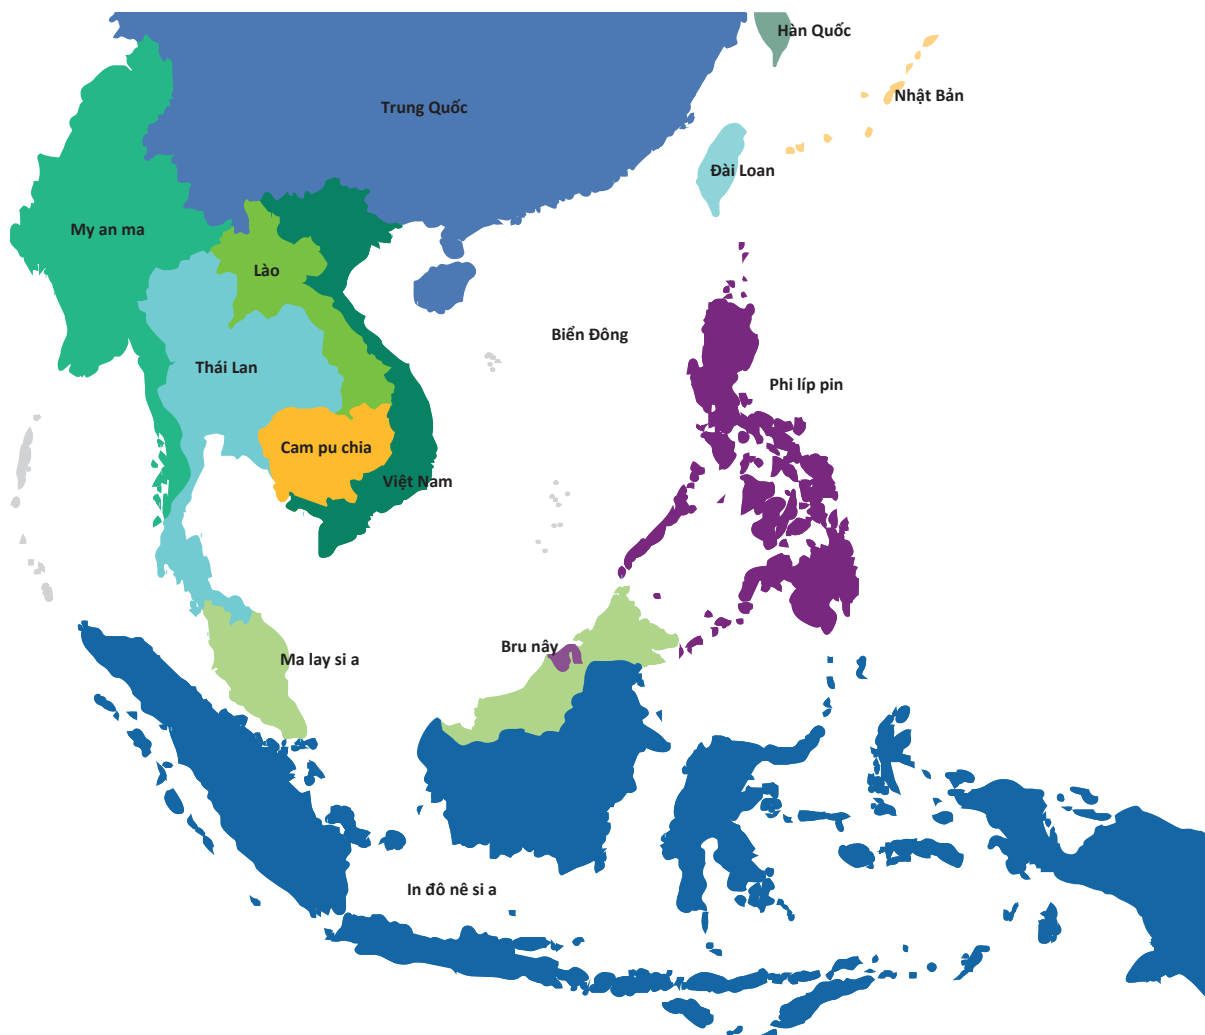 Hàn Quốc
Nhật Bản
Trung Quốc
Đài Loan
My an ma
Lào
Biển Đông
Thái Lan
Phi líp pin
Cam pu chia
Việt Nam
Bru nây
Ma lay si a
In đô nê si a